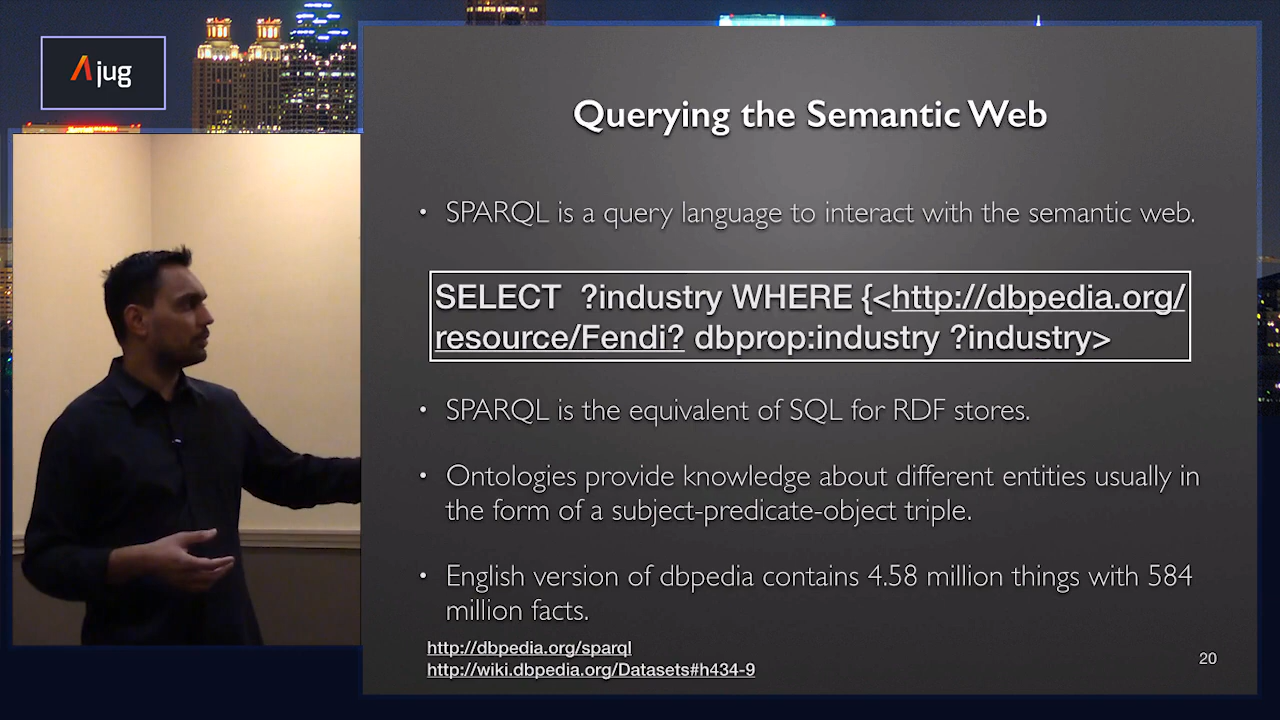 jug
Querying the Semantic Web
• SPARQL is a query language to interact with the semantic web.
SELECT ?industry WHERE {<http://dbpedia.org/
resource/Fendi? dbprop:industry ?industry>
• SPARQL is the equivalent of SQL for RDF stores.
• Ontologies provide knowledge about different entities usually in
the form of a subject-predicate-object triple.
• English version of dbpedia contains 4.58 million things with 584
million facts.
http://dbpedia.org/sparql
http://wiki.dbpedia.org/Datasets#h434-9
20